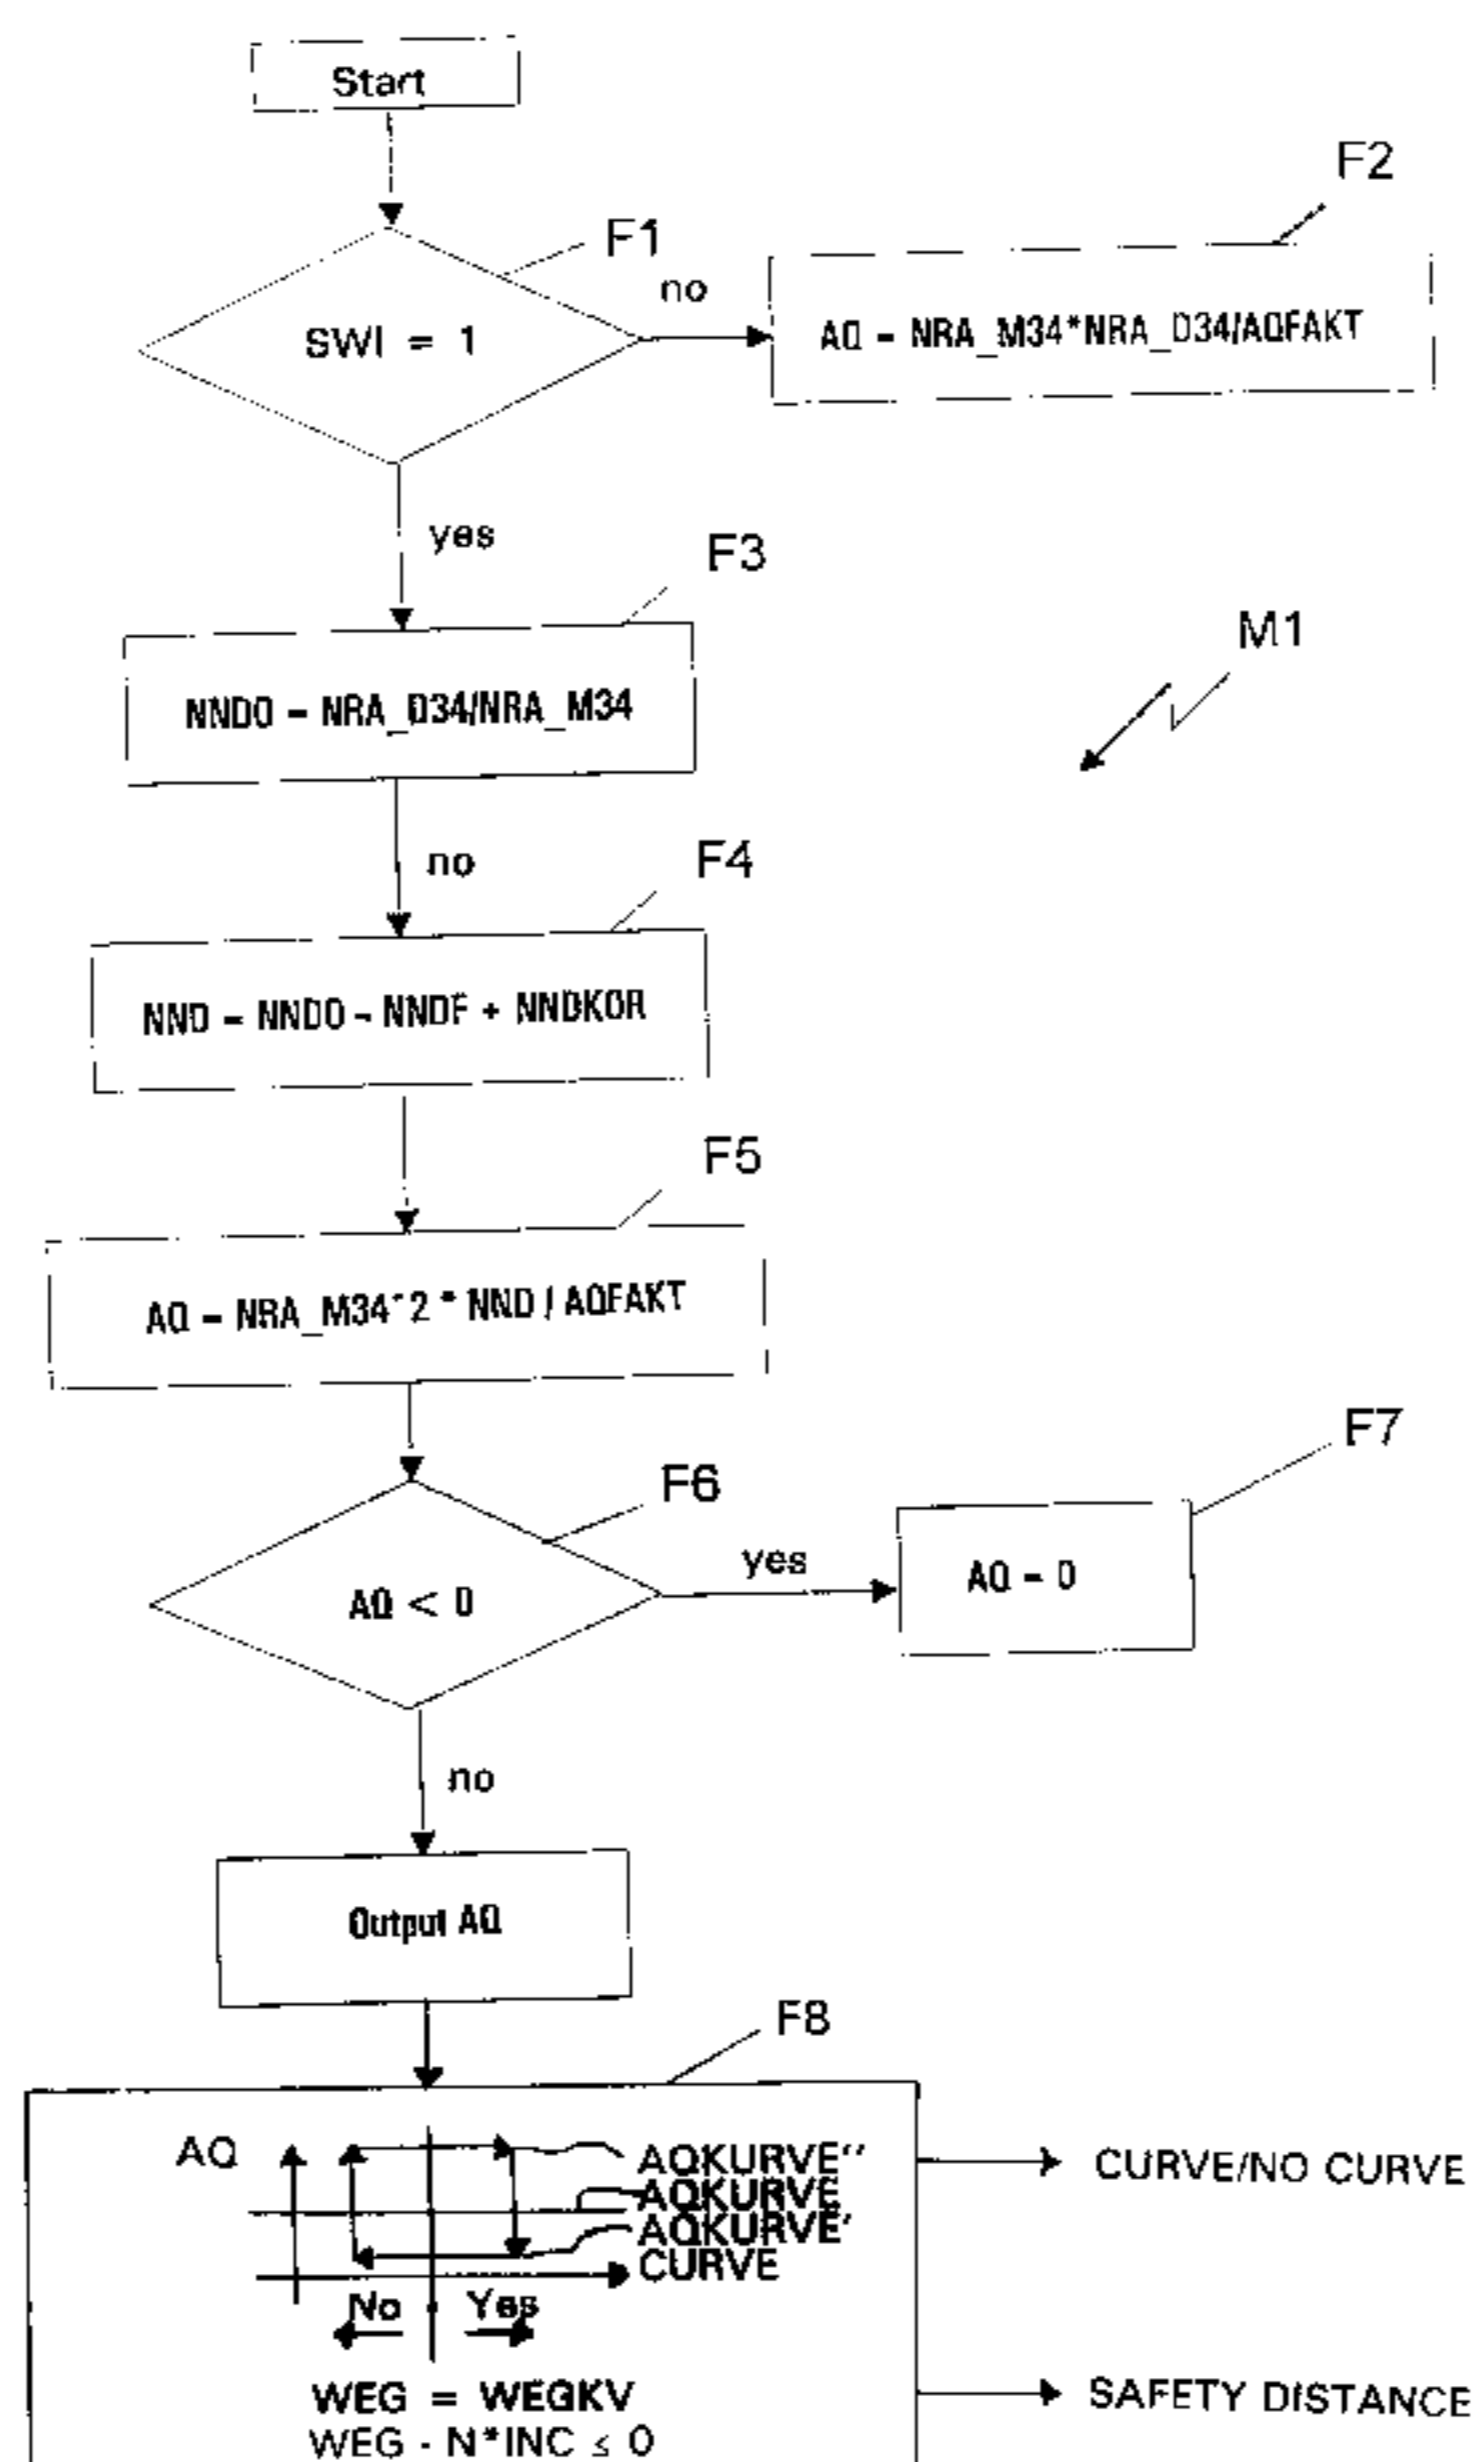 Start
F1
F2
SWI = 1
no
AQ = NRA_M34*NRA_D34/AQFAKT
yes
F3
M1
NNDO = NRA_D34/NRA_M34
no
F4
NND = NNDO - NNDF + NNDKOR
F5
AQ = NRA_M34^2 * NND / AQFAKT
F6
F7
AQ < 0
yes
AQ = 0
no
Output AQ
F8
AQ
AQKURVE''
AQKURVE
AQKURVE'
CURVE
No
Yes
WEG = WEGKV
WEG - N*INC ≤ 0
CURVE/NO CURVE
SAFETY DISTANCE